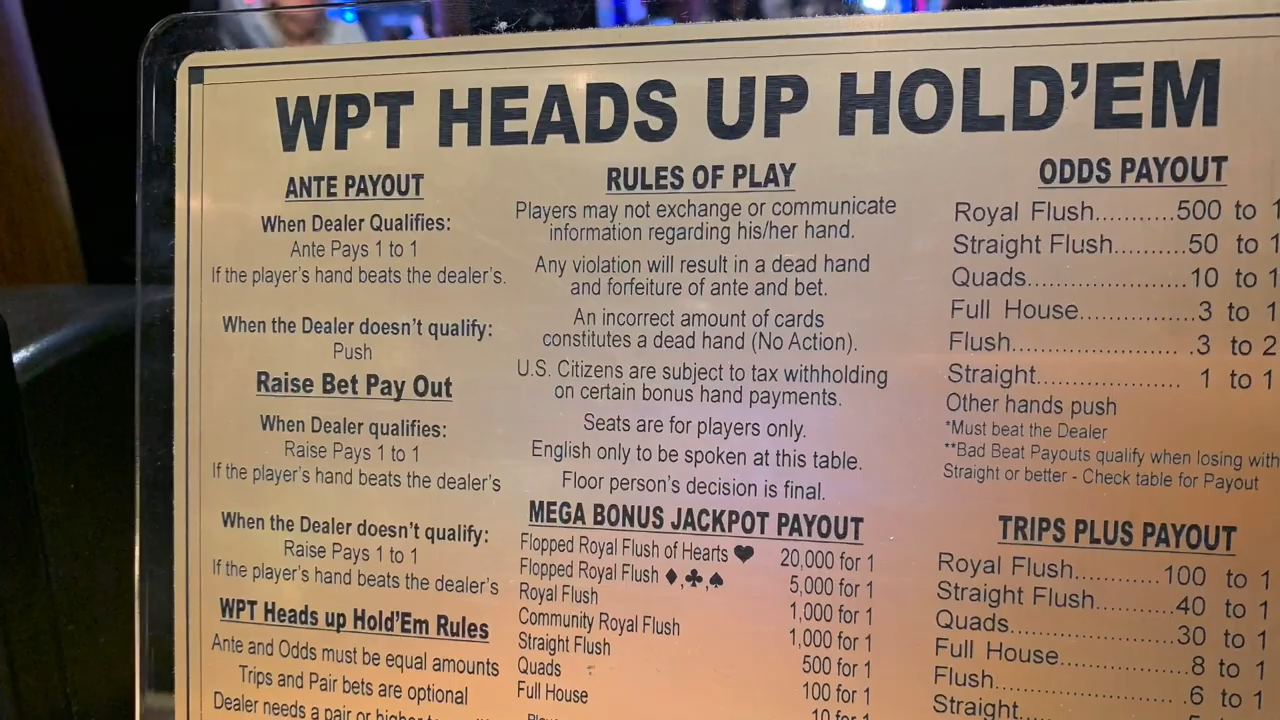 WPT HEADS UP HOLD'EM
ANTE PAYOUT
When Dealer Qualifies:
Ante Pays 1 to 1
If the player's hand beats the dealer's.
When the Dealer doesn't qualify:
Push
Raise Bet Pay Out
When Dealer qualifies:
Raise Pays 1 to 1
If the player's hand beats the dealer's
When the Dealer doesn't qualify:
Raise Pays 1 to 1
If the player's hand beats the dealer's
WPT Heads up Hold'Em Rules
Ante and Odds must be equal amounts
Trips and Pair bets are optional
Dealer needs a pair or higher
RULES OF PLAY
Players may not exchange or communicate
information regarding his/her hand.
Any violation will result in a dead hand
and forfeiture of ante and bet.
An incorrect amount of cards
constitutes a dead hand (No Action).
U.S. Citizens are subject to tax withholding
on certain bonus hand payments.
Seats are for players only.
English only to be spoken at this table.
Floor person's decision is final.
MEGA BONUS JACKPOT PAYOUT
Flopped Royal Flush of Hearts ♥ 20,000 for 1
Flopped Royal Flush ♦,♣,♠ 5,000 for 1
Royal Flush 1,000 for 1
Community Royal Flush 1,000 for 1
Straight Flush 500 for 1
Quads 100 for 1
Full House 10 for 1
ODDS PAYOUT
Royal Flush...........500 to 1
Straight Flush..........50 to 1
Quads......................10 to 1
Full House................3 to 1
Flush........................3 to 2
Straight.................... 1 to 1
Other hands push
*Must beat the Dealer
**Bad Beat Payouts qualify when losing with
Straight or better - Check table for Payout
TRIPS PLUS PAYOUT
Royal Flush...........100 to 1
Straight Flush..........40 to 1
Quads......................30 to 1
Full House................8 to 1
Flush........................6 to 1
Straight